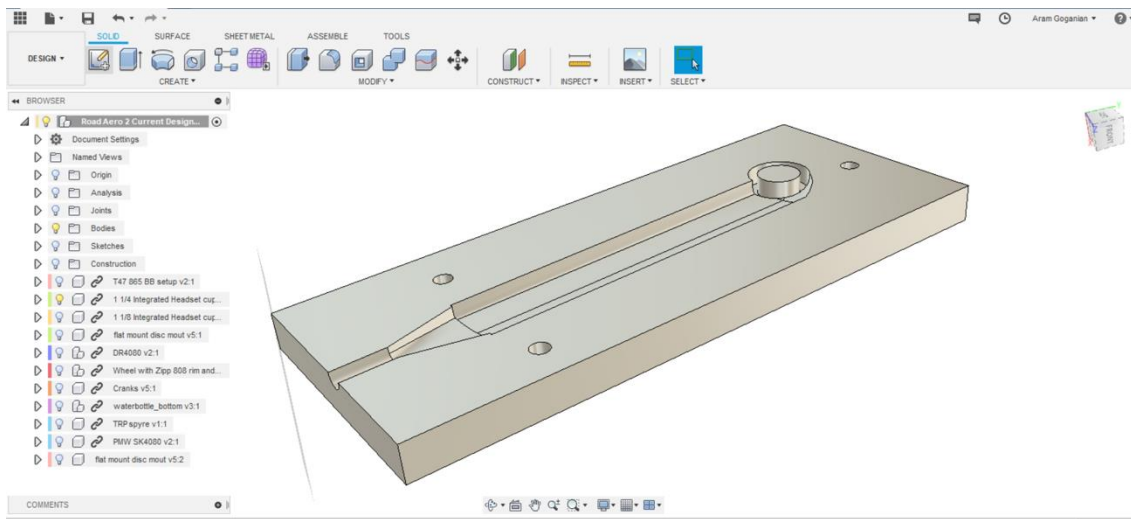 Aram Goganian
SOLID SURFACE SHEET METAL ASSEMBLE TOOLS
DESIGN
CREATE MODIFY CONSTRUCT INSPECT INSERT SELECT
BROWSER
Road Aero 2 Current Design...
Document Settings
Named Views
Origin
Analysis
Joints
Bodies
Sketches
Construction
T47 865 BB setup v2:1
1 1/4 Integrated Headset cup...
1 1/8 Integrated Headset cup...
flat mount disc mout v5:1
DR4080 v2:1
Wheel with Zipp 808 rim and...
Cranks v5:1
waterbottle_bottom v3:1
TRP spyre v1:1
PMW SK4080 v2:1
flat mount disc mout v5:2
COMMENTS
FRONT